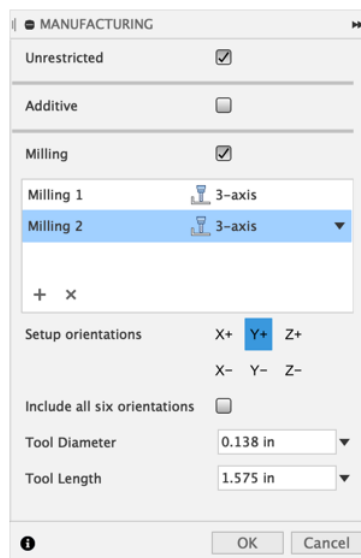 MANUFACTURING
Unrestricted
Additive
Milling
Milling 1 3-axis
Milling 2 3-axis
+ ×
Setup orientations X+ Y+ Z+
X- Y- Z-
Include all six orientations
Tool Diameter 0.138 in
Tool Length 1.575 in
OK Cancel